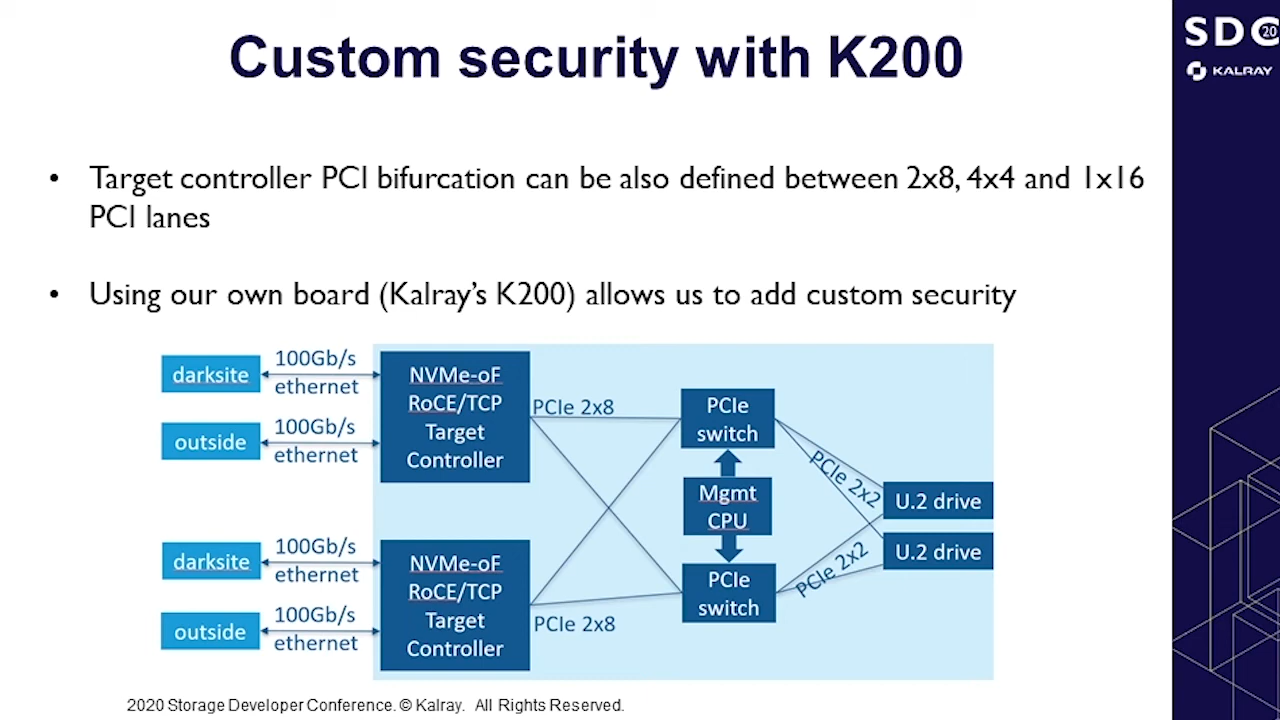 Custom security with K200
SDC 20
KALRAY
• Target controller PCI bifurcation can be also defined between 2x8, 4x4 and 1x16
PCI lanes
• Using our own board (Kalray's K200) allows us to add custom security
darksite
100Gb/s
ethernet
outside
100Gb/s
ethernet
NVMe-oF
RoCE/TCP
Target
Controller
PCIe 2x8
PCIe
switch
PCIe 2x2
Mgmt
CPU
U.2 drive
U.2 drive
darksite
100Gb/s
ethernet
outside
100Gb/s
ethernet
NVMe-oF
RoCE/TCP
Target
Controller
PCIe 2x8
PCIe
switch
PCIe 2x2
2020 Storage Developer Conference. © Kalray. All Rights Reserved.